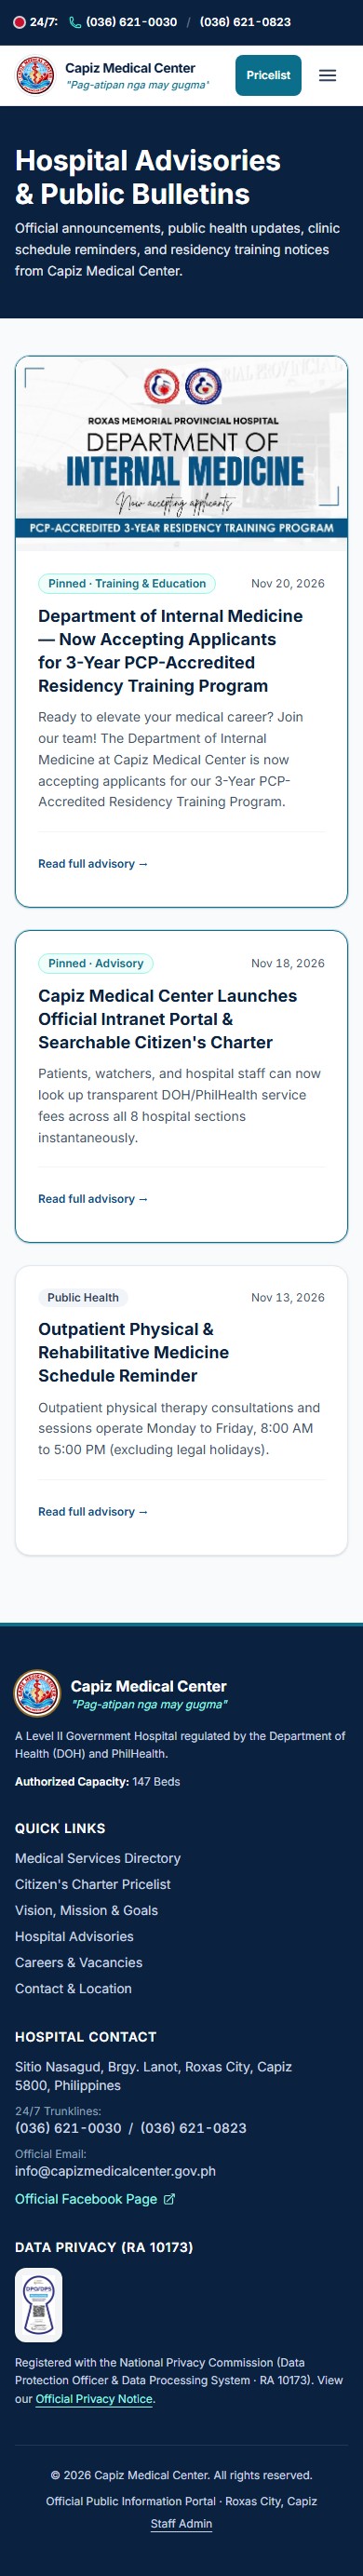 24/7: (036) 621-0030 / (036) 621-0823
Capiz Medical Center
"Pag-atipan nga may gugma"
Pricelist
Hospital Advisories
& Public Bulletins
Official announcements, public health updates, clinic
schedule reminders, and residency training notices
from Capiz Medical Center.
ROXAS MEMORIAL PROVINCIAL HOSPITAL
DEPARTMENT OF
INTERNAL MEDICINE
Now accepting applicants
PCP-ACCREDITED 3-YEAR RESIDENCY TRAINING PROGRAM
Pinned · Training & Education Nov 20, 2026
Department of Internal Medicine
— Now Accepting Applicants
for 3-Year PCP-Accredited
Residency Training Program
Ready to elevate your medical career? Join
our team! The Department of Internal
Medicine at Capiz Medical Center is now
accepting applicants for our 3-Year PCP-
Accredited Residency Training Program.
Read full advisory →
Pinned · Advisory Nov 18, 2026
Capiz Medical Center Launches
Official Intranet Portal &
Searchable Citizen's Charter
Patients, watchers, and hospital staff can now
look up transparent DOH/PhilHealth service
fees across all 8 hospital sections
instantaneously.
Read full advisory →
Public Health Nov 13, 2026
Outpatient Physical &
Rehabilitative Medicine
Schedule Reminder
Outpatient physical therapy consultations and
sessions operate Monday to Friday, 8:00 AM
to 5:00 PM (excluding legal holidays).
Read full advisory →
Capiz Medical Center
"Pag-atipan nga may gugma"
A Level II Government Hospital regulated by the Department of
Health (DOH) and PhilHealth.
Authorized Capacity: 147 Beds
QUICK LINKS
Medical Services Directory
Citizen's Charter Pricelist
Vision, Mission & Goals
Hospital Advisories
Careers & Vacancies
Contact & Location
HOSPITAL CONTACT
Sitio Nasagud, Brgy. Lanot, Roxas City, Capiz
5800, Philippines
24/7 Trunklines:
(036) 621-0030 / (036) 621-0823
Official Email:
info@capizmedicalcenter.gov.ph
Official Facebook Page
DATA PRIVACY (RA 10173)
DPO/DPS
Registered with the National Privacy Commission (Data
Protection Officer & Data Processing System · RA 10173). View
our Official Privacy Notice.
© 2026 Capiz Medical Center. All rights reserved.
Official Public Information Portal · Roxas City, Capiz
Staff Admin